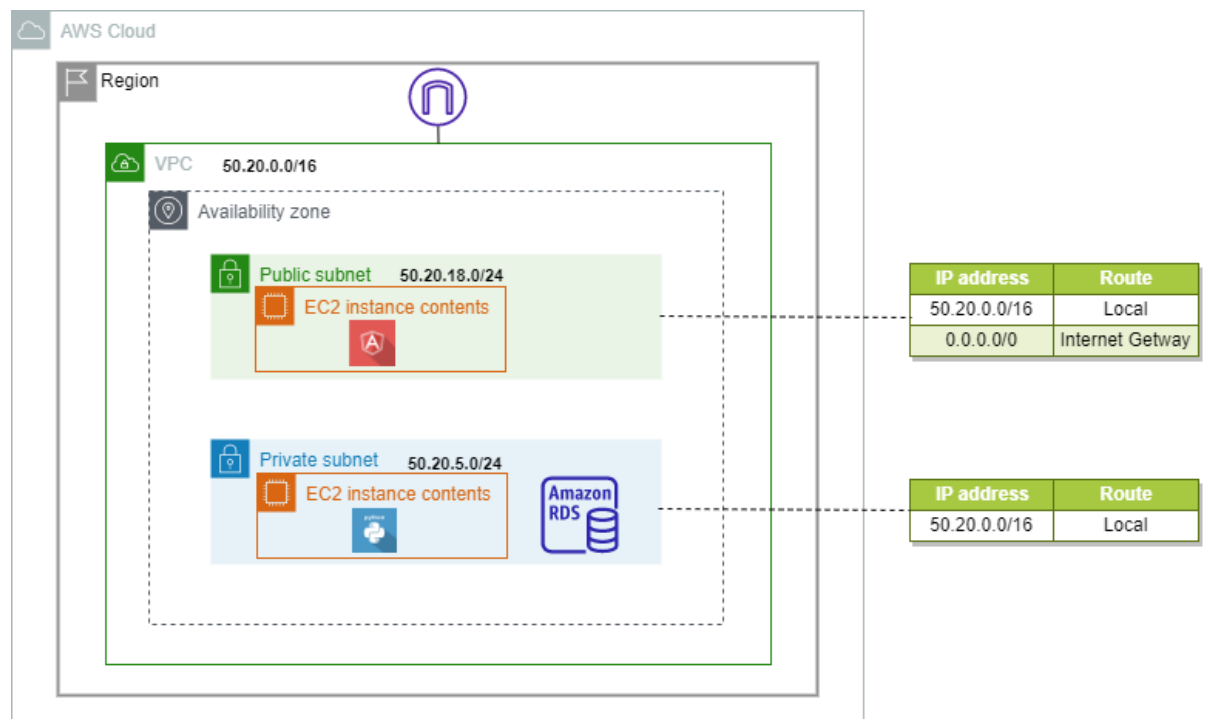 AWS Cloud
Region
VPC 50.20.0.0/16
Availability zone
Public subnet 50.20.18.0/24
EC2 instance contents
IP address Route
50.20.0.0/16 Local
0.0.0.0/0 Internet Getway
Private subnet 50.20.5.0/24
EC2 instance contents
python
Amazon
RDS
IP address Route
50.20.0.0/16 Local